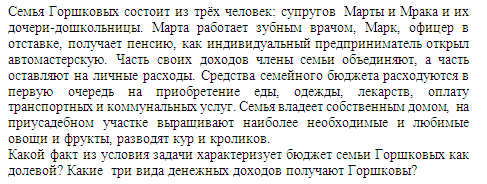 Семья Горшковых состоит из трёх человек: супругов Марты и Мрака и их
дочери-дошкольницы. Марта работает зубным врачом, Марк, офицер в
отставке, получает пенсию, как индивидуальный предприниматель открыл
автомастерскую. Часть своих доходов члены семьи объединяют, а часть
оставляют на личные расходы. Средства семейного бюджета расходуются в
первую очередь на приобретение еды, одежды, лекарств, оплату
транспортных и коммунальных услуг. Семья владеет собственным домом, на
приусадебном участке выращивают наиболее необходимые и любимые
овощи и фрукты, разводят кур и кроликов.
Какой факт из условия задачи характеризует бюджет семьи Горшковых как
долевой? Какие три вида денежных доходов получают Горшковы?